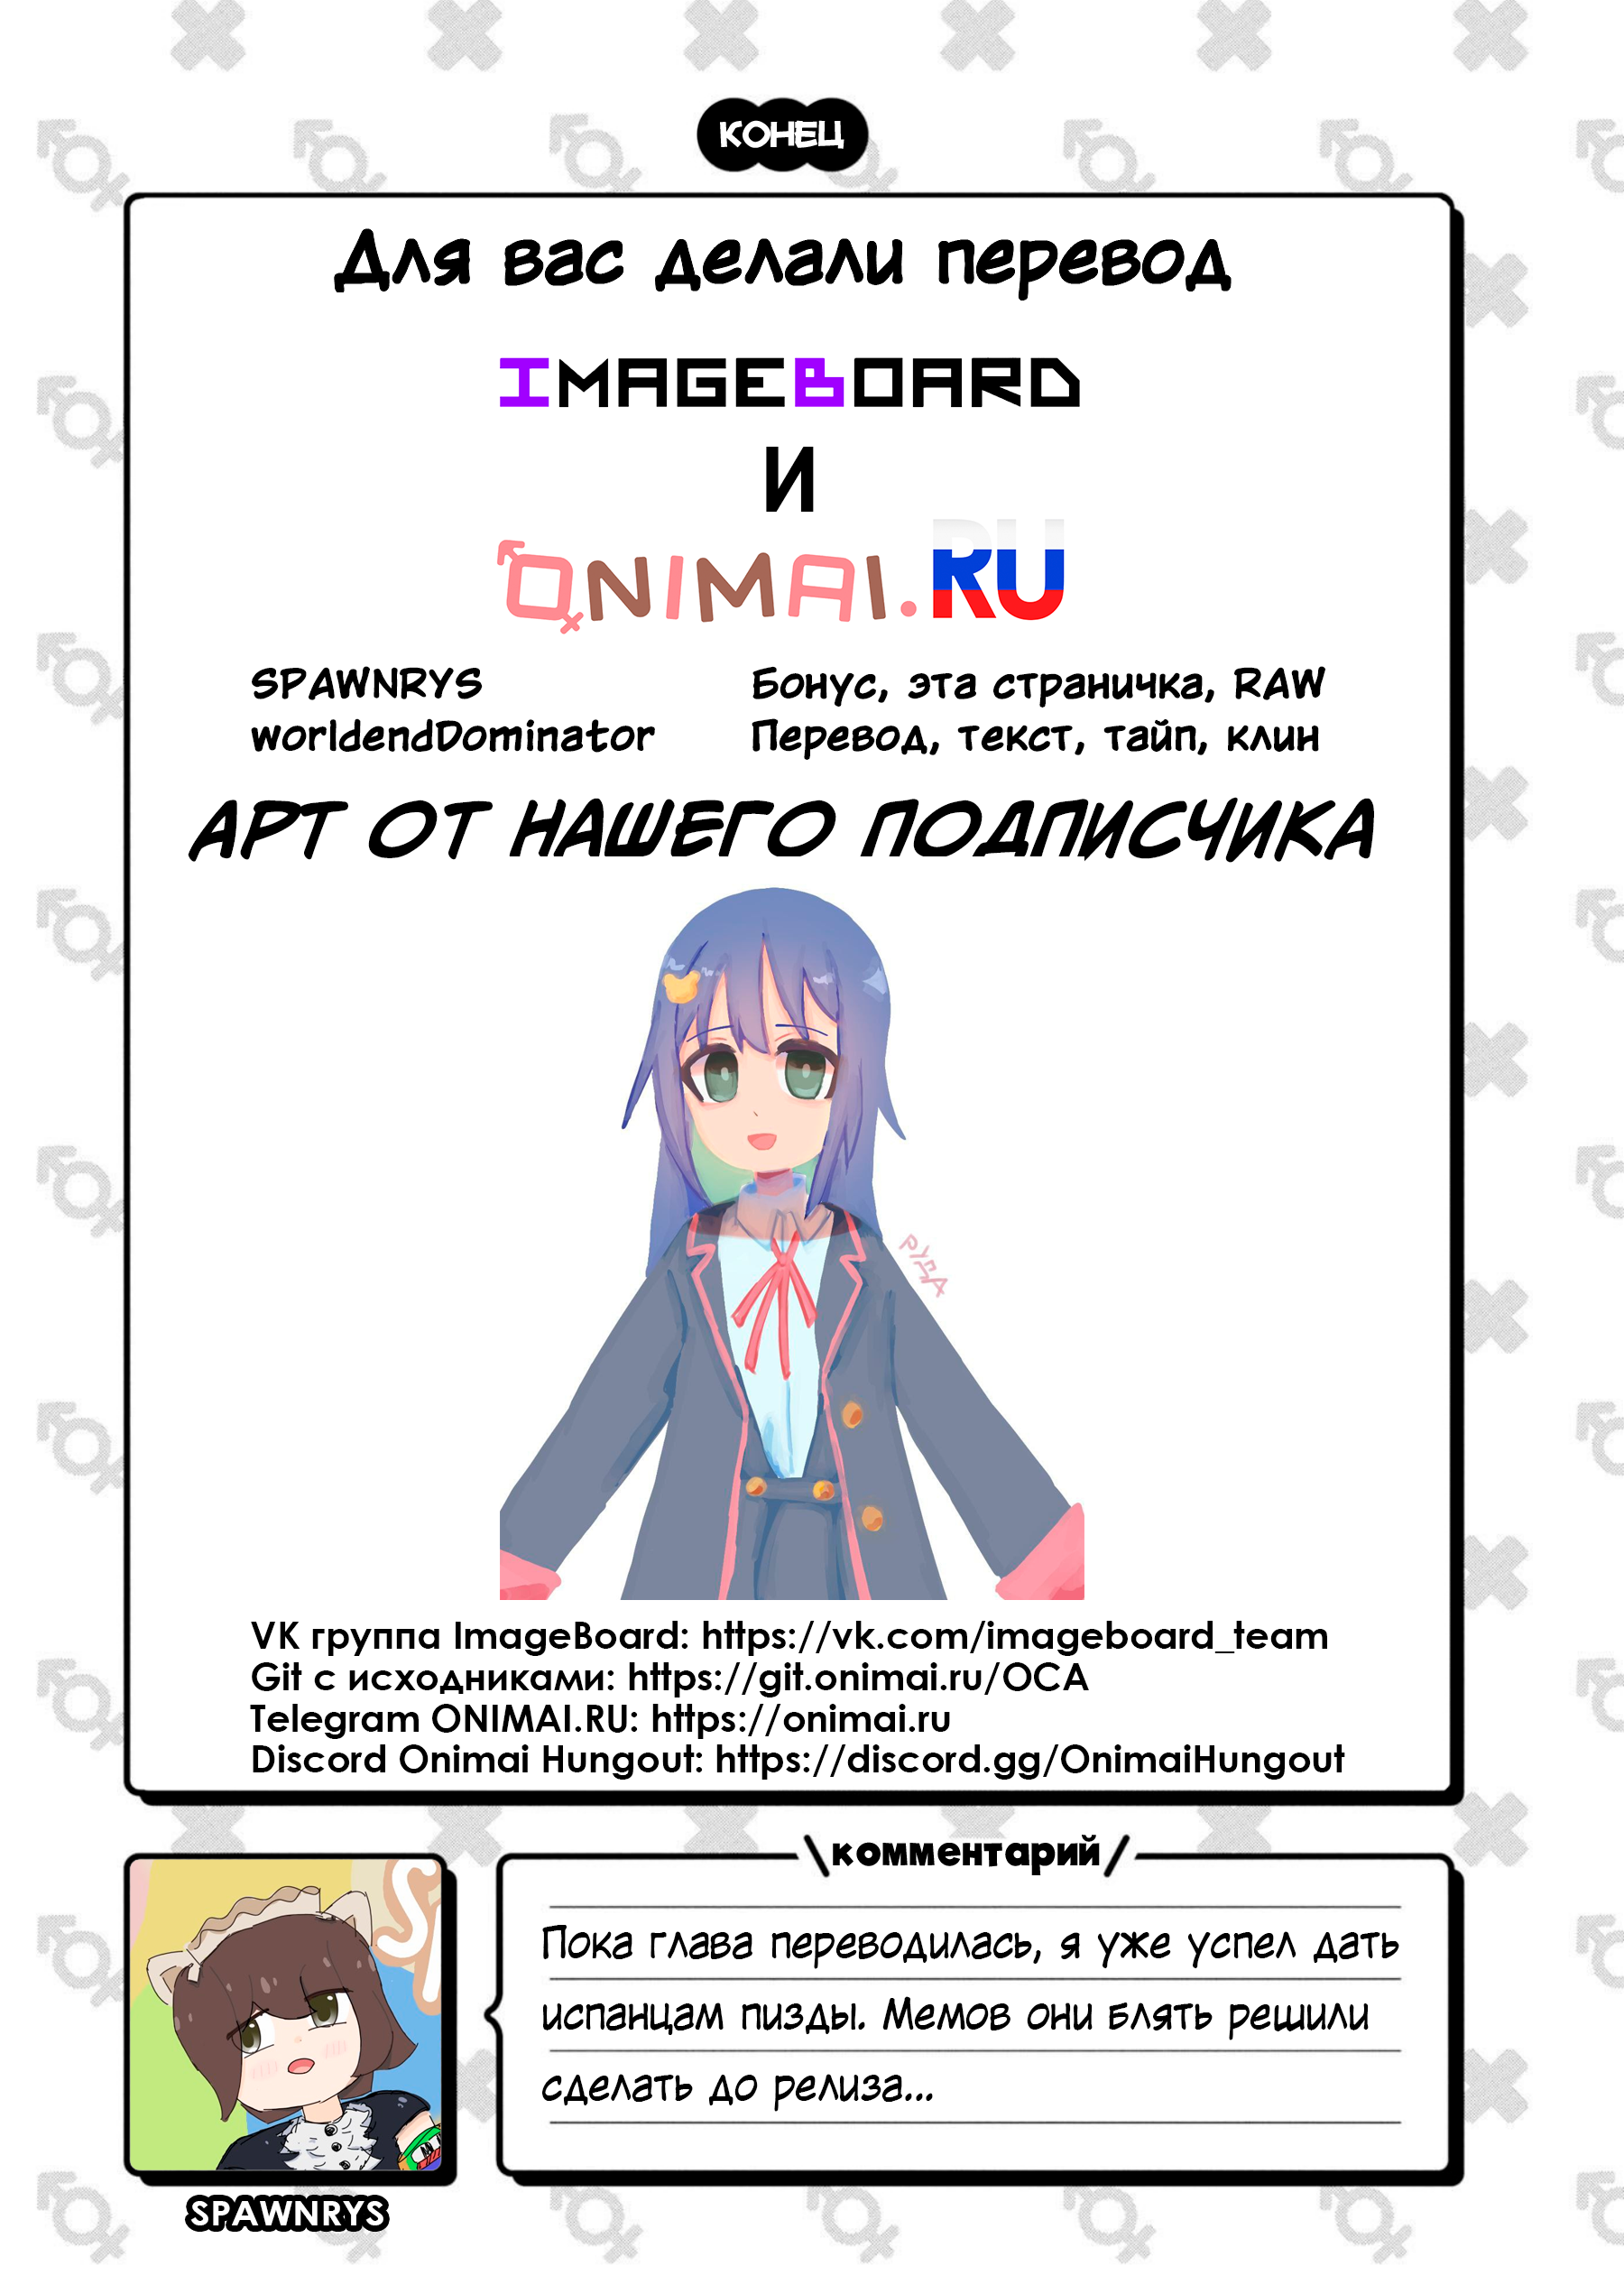 КОНЕЦ
Для вас делали перевод
IMAGEBOARD
И
ONIMAI.RU
SPAWNRYS Бонус, эта страничка, RAW
worldendDominator Перевод, текст, тайп, клин
АРТ ОТ НАШЕГО ПОДПИСЧИКА
РУДА
VK группа ImageBoard: https://vk.com/imageboard_team
Git с исходниками: https://git.onimai.ru/OCA
Telegram ONIMAI.RU: https://onimai.ru
Discord Onimai Hungout: https://discord.gg/OnimaiHungout
\комментарий/
Пока глава переводилась, я уже успел дать
испанцам пизды. Мемов они блять решили
сделать до релиза...
SPAWNRYS